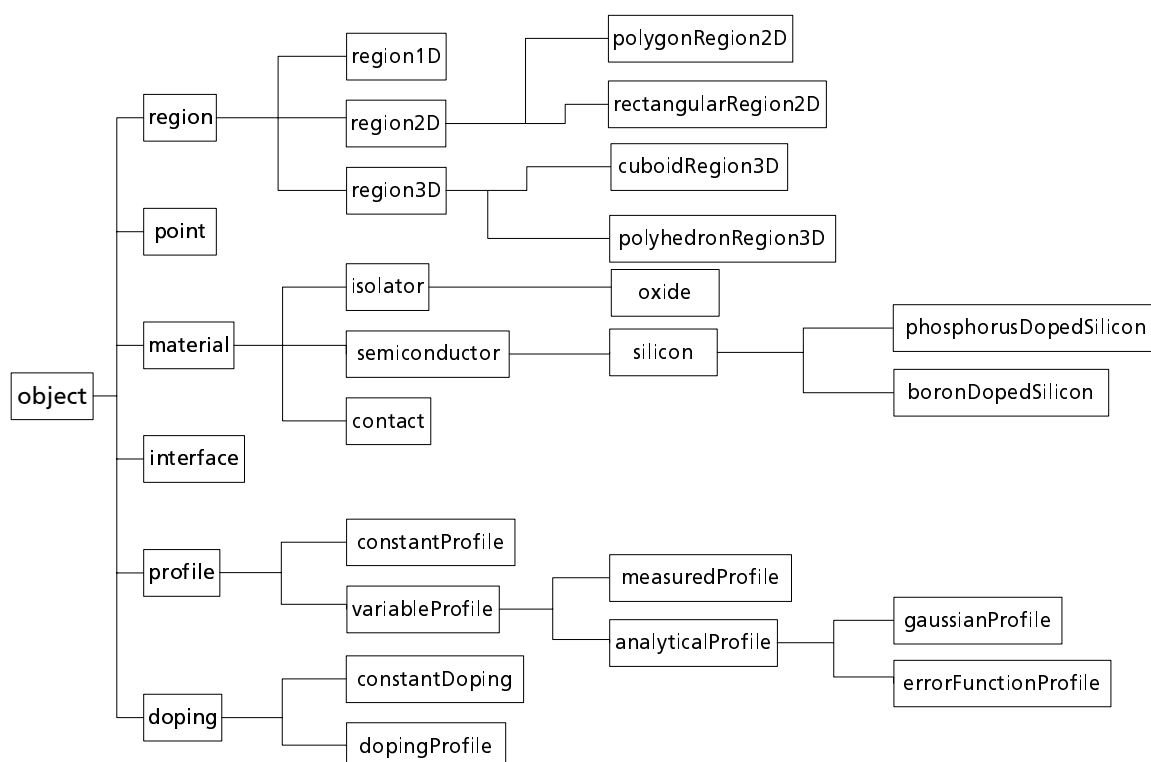 object
region
region1D
region2D
polygonRegion2D
rectangularRegion2D
region3D
cuboidRegion3D
polyhedronRegion3D
point
material
isolator
oxide
semiconductor
silicon
phosphorusDopedSilicon
boronDopedSilicon
contact
interface
profile
constantProfile
variableProfile
measuredProfile
analyticalProfile
gaussianProfile
errorFunctionProfile
doping
constantDoping
dopingProfile